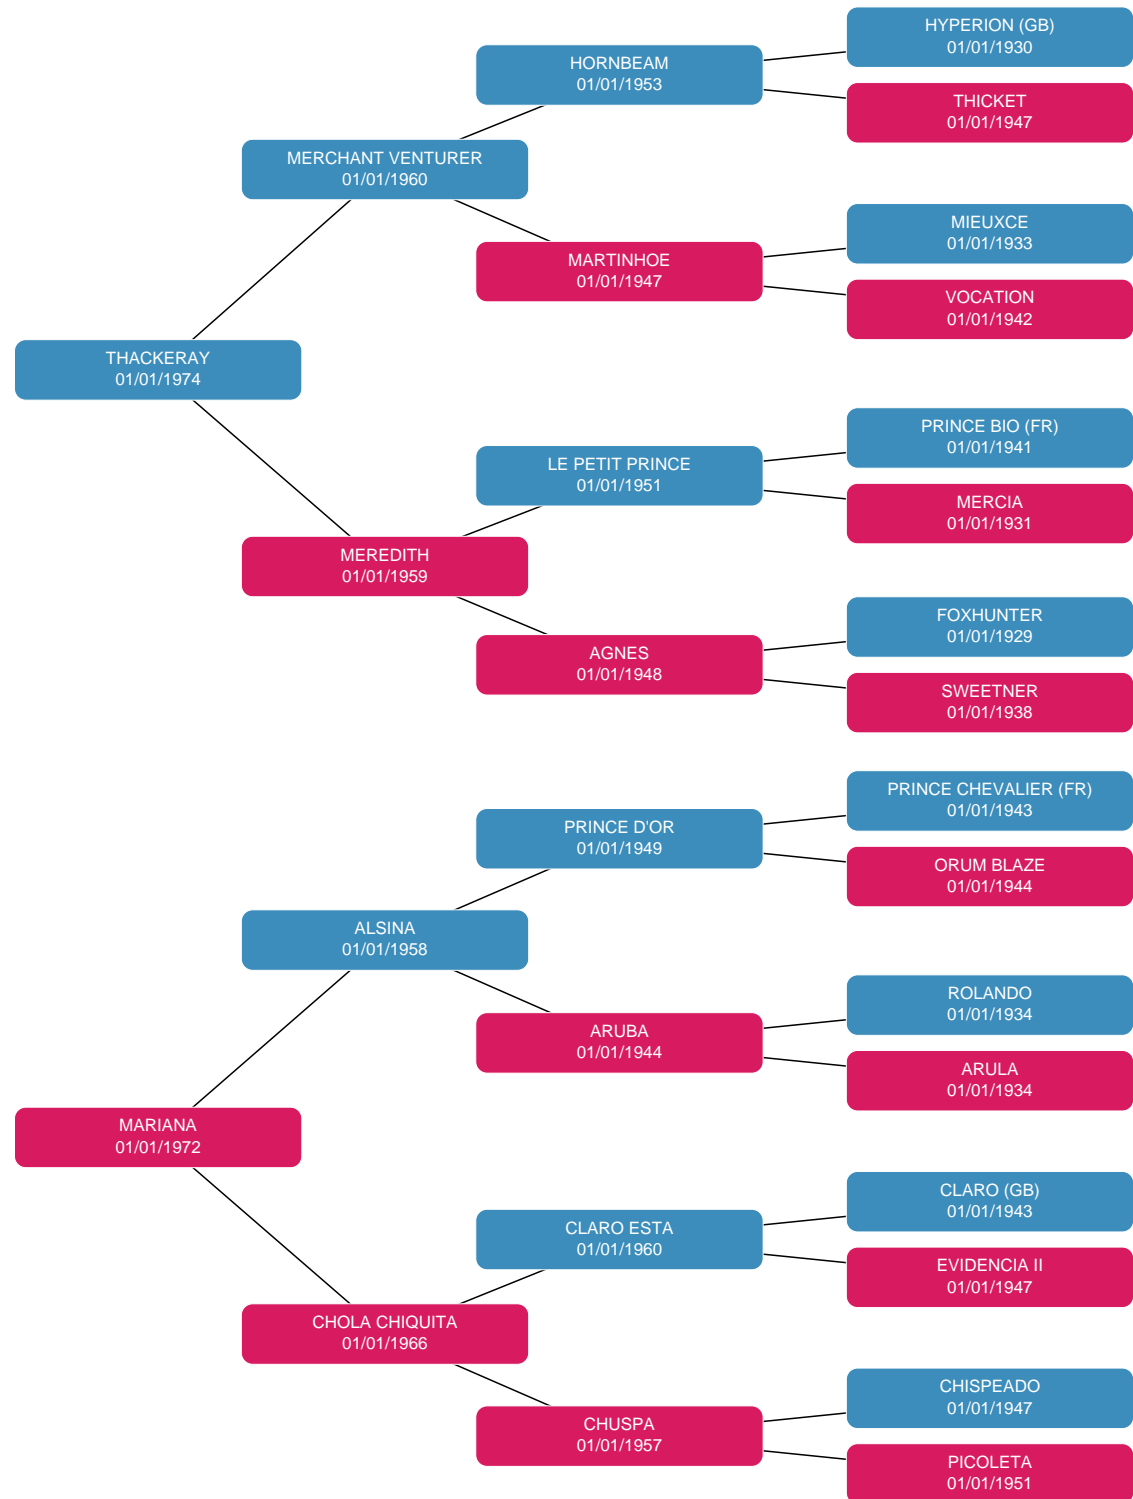 HYPERION (GB)
01/01/1930
HORNBEAM
01/01/1953
THICKET
01/01/1947
MERCHANT VENTURER
01/01/1960
MIEUXCE
01/01/1933
MARTINHOE
01/01/1947
VOCATION
01/01/1942
THACKERAY
01/01/1974
PRINCE BIO (FR)
01/01/1941
LE PETIT PRINCE
01/01/1951
MERCIA
01/01/1931
MEREDITH
01/01/1959
FOXHUNTER
01/01/1929
AGNES
01/01/1948
SWEETNER
01/01/1938
PRINCE CHEVALIER (FR)
01/01/1943
PRINCE D'OR
01/01/1949
ORUM BLAZE
01/01/1944
ALSINA
01/01/1958
ROLANDO
01/01/1934
ARUBA
01/01/1944
ARULA
01/01/1934
MARIANA
01/01/1972
CLARO (GB)
01/01/1943
CLARO ESTA
01/01/1960
EVIDENCIA II
01/01/1947
CHOLA CHIQUITA
01/01/1966
CHISPEADO
01/01/1947
CHUSPA
01/01/1957
PICOLETA
01/01/1951